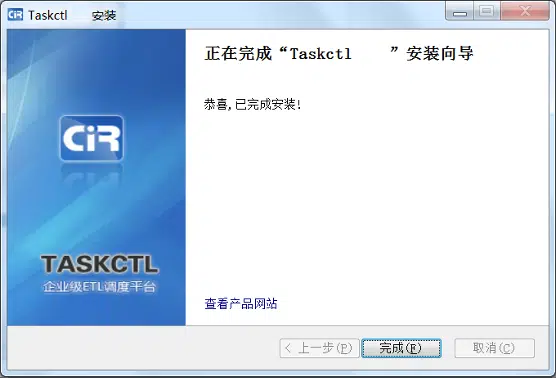 CiR Taskctl 安装
正在完成“Taskctl ”安装向导
恭喜,已完成安装!
CiR
TASKCTL
企业级ETL调度平台
查看产品网站
< 上一步(P)
完成(F)
取消(C)